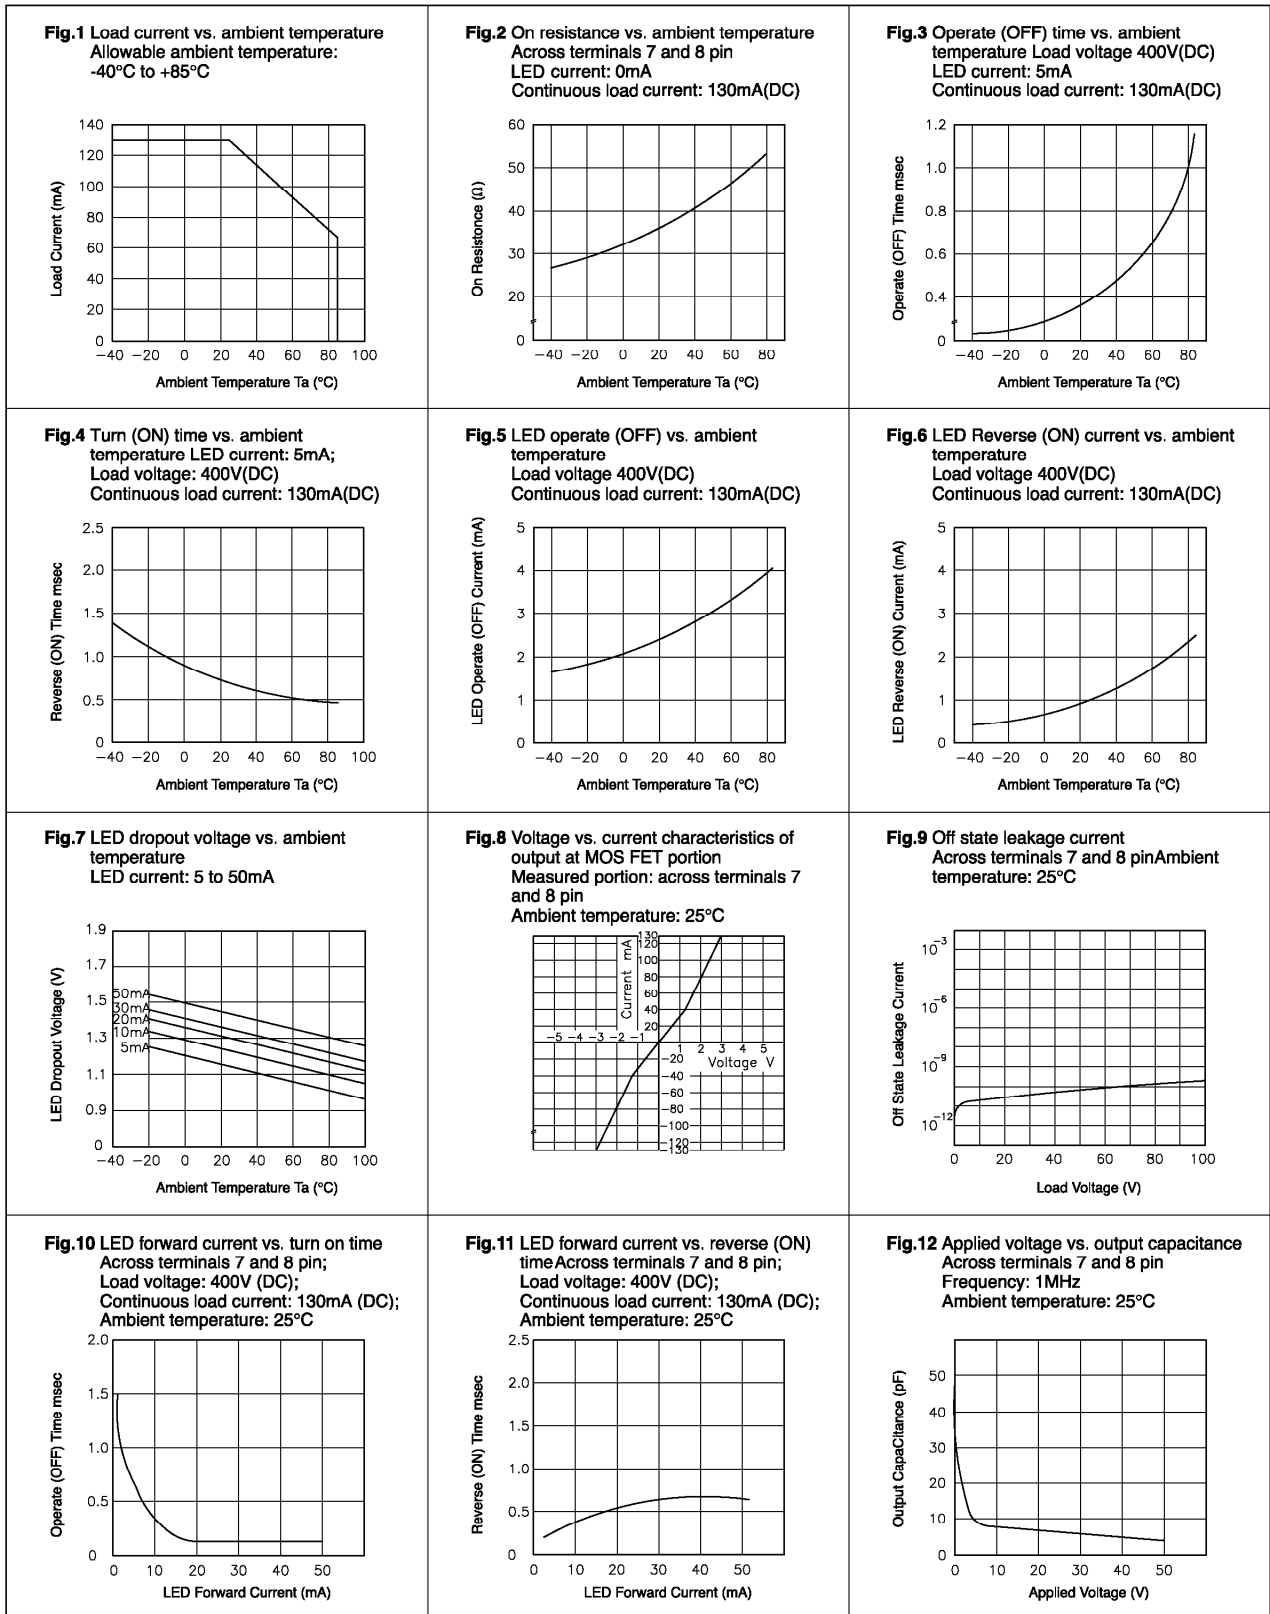 Fig.1 Load current vs. ambient temperature
Allowable ambient temperature:
-40°C to +85°C
140
120
100
80
60
40
20
0
−40 −20 0 20 40 60 80 100
Load Current (mA)
Ambient Temperature Ta (°C)
Fig.2 On resistance vs. ambient temperature
Across terminals 7 and 8 pin
LED current: 0mA
Continuous load current: 130mA(DC)
60
50
40
30
20
0
−40 −20 0 20 40 60 80
On Resistonce (Ω)
Ambient Temperature Ta (°C)
Fig.3 Operate (OFF) time vs. ambient
temperature Load voltage 400V(DC)
LED current: 5mA
Continuous load current: 130mA(DC)
1.2
1.0
0.8
0.6
0.4
0
−40 −20 0 20 40 60 80
Operate (OFF) Time msec
Ambient Temperature Ta (°C)
Fig.4 Turn (ON) time vs. ambient
temperature LED current: 5mA;
Load voltage: 400V(DC)
Continuous load current: 130mA(DC)
2.5
2.0
1.5
1.0
0.5
0
−40 −20 0 20 40 60 80 100
Reverse (ON) Time msec
Ambient Temperature Ta (°C)
Fig.5 LED operate (OFF) vs. ambient
temperature
Load voltage 400V(DC)
Continuous load current: 130mA(DC)
5
4
3
2
1
0
−40 −20 0 20 40 60 80
LED Operate (OFF) Current (mA)
Ambient Temperature Ta (°C)
Fig.6 LED Reverse (ON) current vs. ambient
temperature
Load voltage 400V(DC)
Continuous load current: 130mA(DC)
5
4
3
2
1
0
−40 −20 0 20 40 60 80
LED Reverse (ON) Current (mA)
Ambient Temperature Ta (°C)
Fig.7 LED dropout voltage vs. ambient
temperature
LED current: 5 to 50mA
1.9
1.7
1.5
1.3
1.1
0.9
0
50mA
30mA
20mA
10mA
5mA
−40 −20 0 20 40 60 80 100
LED Dropout Voltage (V)
Ambient Temperature Ta (°C)
Fig.8 Voltage vs. current characteristics of
output at MOS FET portion
Measured portion: across terminals 7
and 8 pin
Ambient temperature: 25°C
Current mA
130
120
100
80
60
40
20
−5 −4 −3 −2 −1
1 2 3 4 5
Voltage V
−20
−40
−60
−80
−100
−120
−130
Fig.9 Off state leakage current
Across terminals 7 and 8 pinAmbient
temperature: 25°C
10−3
10−6
10−9
10−12
0 20 40 60 80 100
Off State Leakage Current
Load Voltage (V)
Fig.10 LED forward current vs. turn on time
Across terminals 7 and 8 pin;
Load voltage: 400V (DC);
Continuous load current: 130mA (DC);
Ambient temperature: 25°C
2.0
1.5
1.0
0.5
0
0 10 20 30 40 50
Operate (OFF) Time msec
LED Forward Current (mA)
Fig.11 LED forward current vs. reverse (ON)
timeAcross terminals 7 and 8 pin;
Load voltage: 400V (DC);
Continuous load current: 130mA (DC);
Ambient temperature: 25°C
2.5
2.0
1.5
1.0
0.5
0
0 10 20 30 40 50
Reverse (ON) Time msec
LED Forward Current (mA)
Fig.12 Applied voltage vs. output capacitance
Across terminals 7 and 8 pin
Frequency: 1MHz
Ambient temperature: 25°C
50
40
30
20
10
0
0 10 20 30 40 50
Output CapaCitance (pF)
Applied Voltage (V)